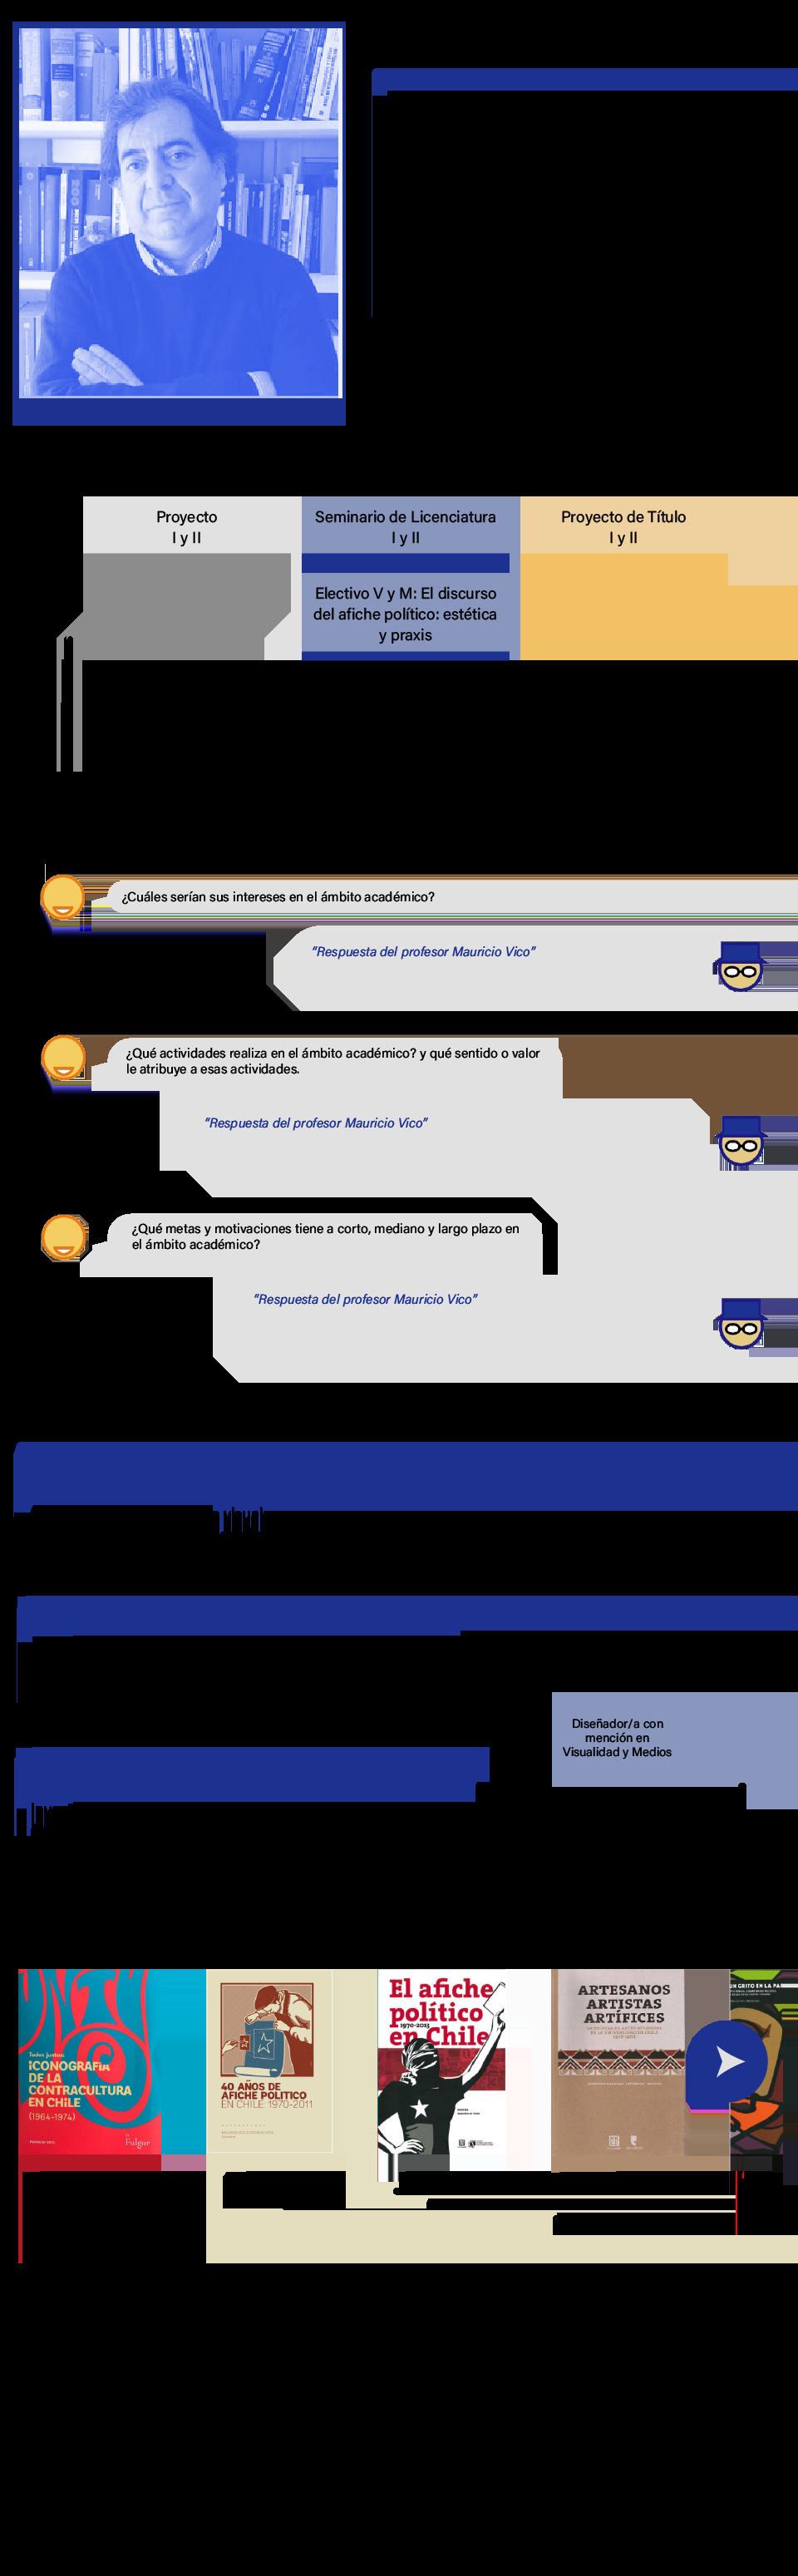 Proyecto
I y II
Seminario de Licenciatura
I y II
Proyecto de Título
I y II
Electivo V y M: El discurso
del afiche político: estética
y praxis
¿Cuáles serían sus intereses en el ámbito académico?
“Respuesta del profesor Mauricio Vico”
¿Qué actividades realiza en el ámbito académico? y qué sentido o valor
le atribuye a esas actividades.
“Respuesta del profesor Mauricio Vico”
¿Qué metas y motivaciones tiene a corto, mediano y largo plazo en
el ámbito académico?
“Respuesta del profesor Mauricio Vico”
Diseñador/a con
mención en
Visualidad y Medios
Todos juntos
ICONOGRAFÍA
DE LA
CONTRACULTURA
EN CHILE
(1964-1974)
Fulgor
40 AÑOS DE
AFICHE POLÍTICO
EN CHILE: 1970-2011
El afiche
político
1970-2013
en Chile
ARTESANOS
ARTISTAS
ARTÍFICES
UN GRITO EN LA PA